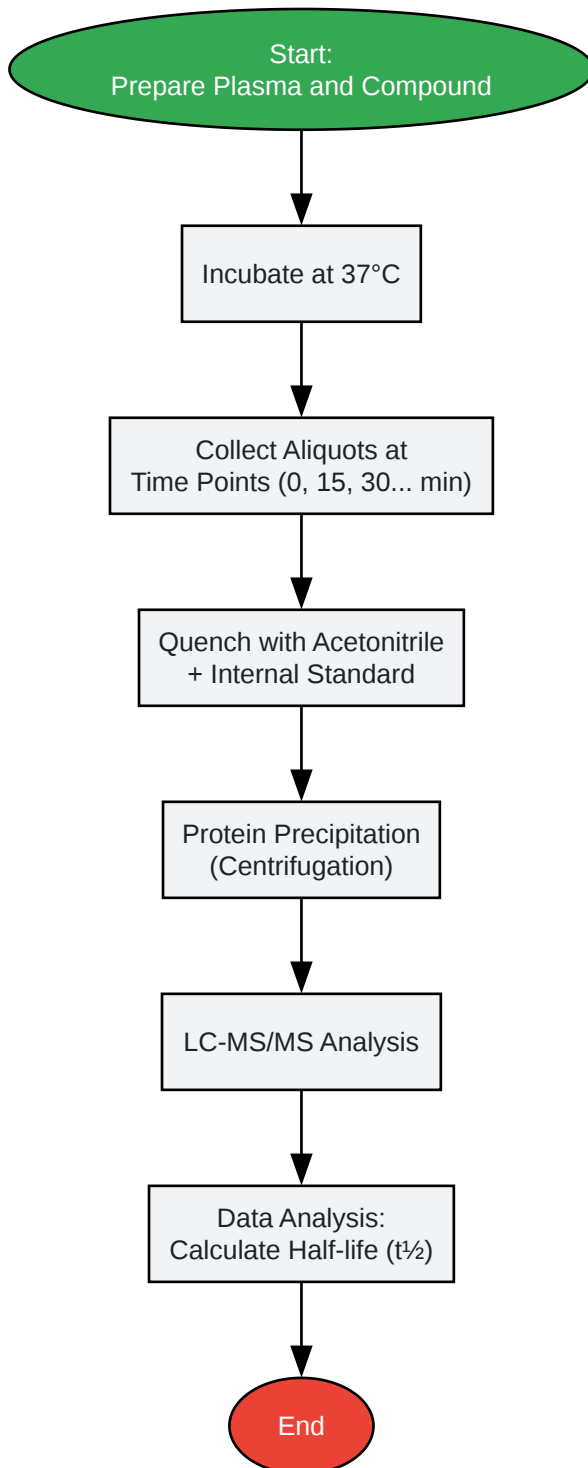 Start:
Prepare Plasma and Compound
Incubate at 37°C
Collect Aliquots at
Time Points (0, 15, 30... min)
Quench with Acetonitrile
+ Internal Standard
Protein Precipitation
(Centrifugation)
LC-MS/MS Analysis
Data Analysis:
Calculate Half-life (t½)
End